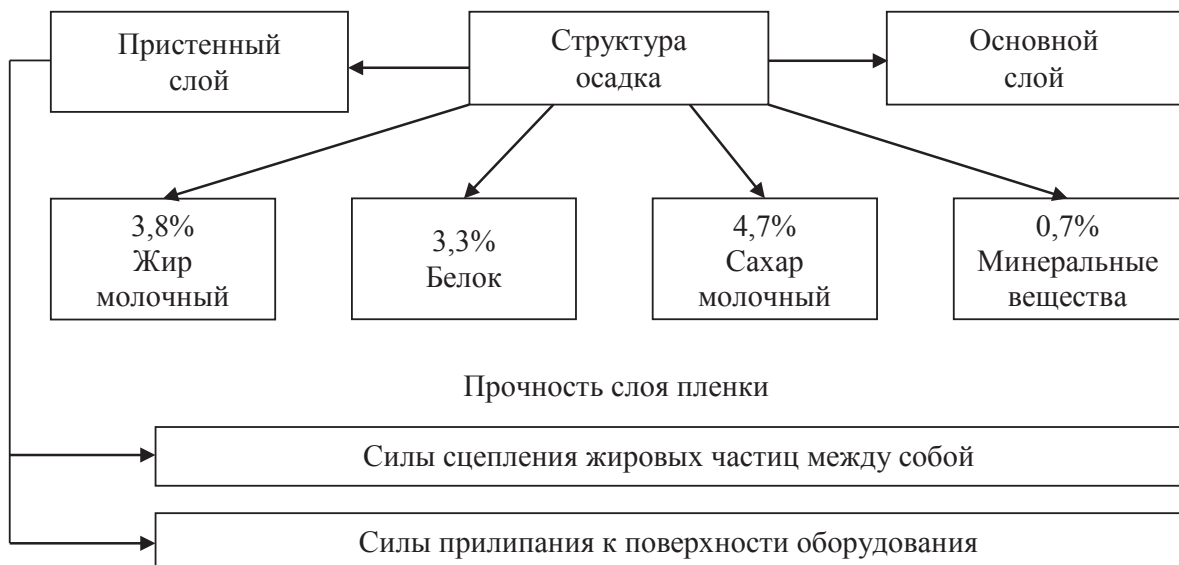 Пристенный
слой
Структура
осадка
Основной
слой
3,8%
Жир
молочный
3,3%
Белок
4,7%
Сахар
молочный
0,7%
Минеральные
вещества
Прочность слоя пленки
Силы сцепления жировых частиц между собой
Силы прилипания к поверхности оборудования